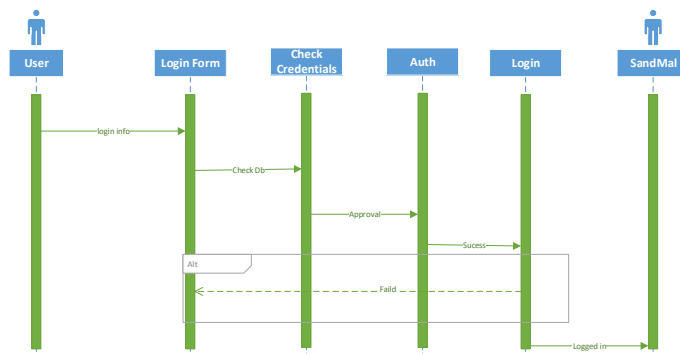 User
Login Form
Check
Credentials
Auth
Login
SandMal
login info
Check Db
Approval
Sucess
Alt
Faild
Logged in